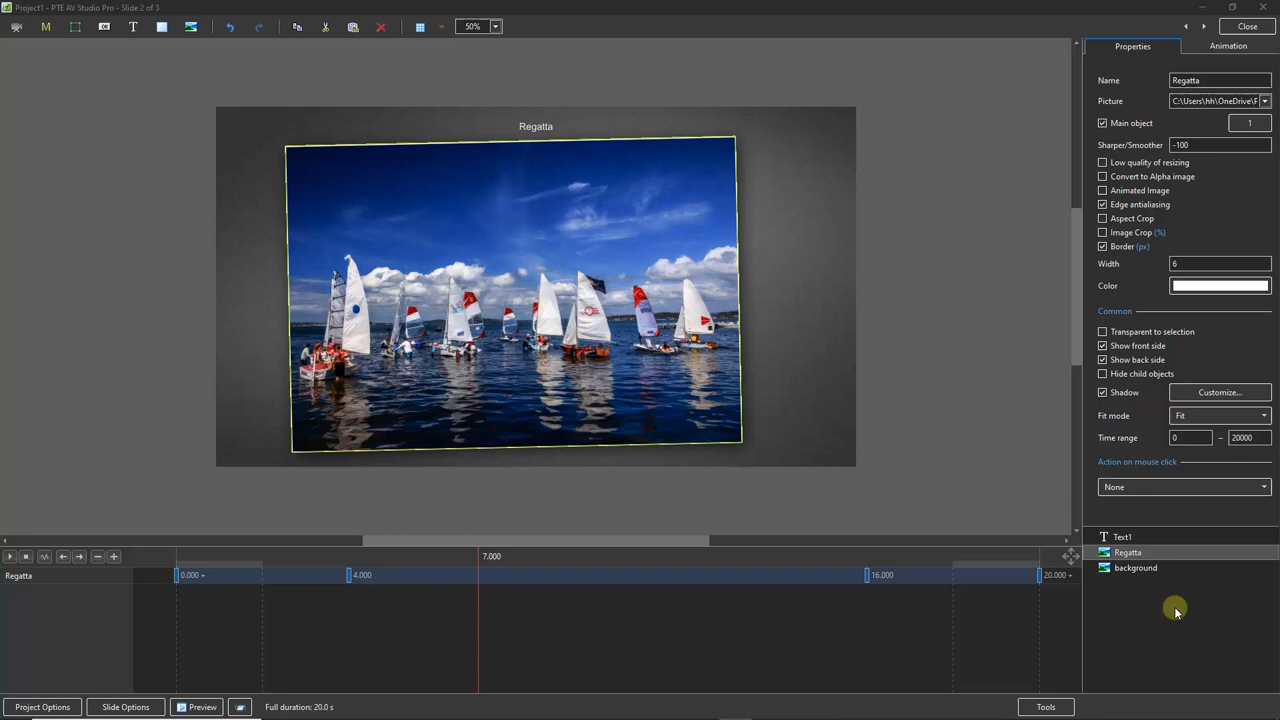 Project1 - PTE AV Studio Pro - Slide 2 of 3
M
OK
T
50%
Close
Properties
Animation
Name
Regatta
Picture
C:\Users\hh\OneDrive\F
Main object
1
Sharper/Smoother
-100
Low quality of resizing
Convert to Alpha image
Animated Image
Edge antialiasing
Aspect Crop
Image Crop (%)
Border (px)
Width
6
Color
Common
Transparent to selection
Show front side
Show back side
Hide child objects
Shadow
Customize...
Fit mode
Fit
Time range
0 – 20000
Action on mouse click
None
Regatta
T Text1
Regatta
background
7.000
Regatta
0.000 +
4.000
16.000
20.000 +
Project Options
Slide Options
Preview
Full duration: 20.0 s
Tools